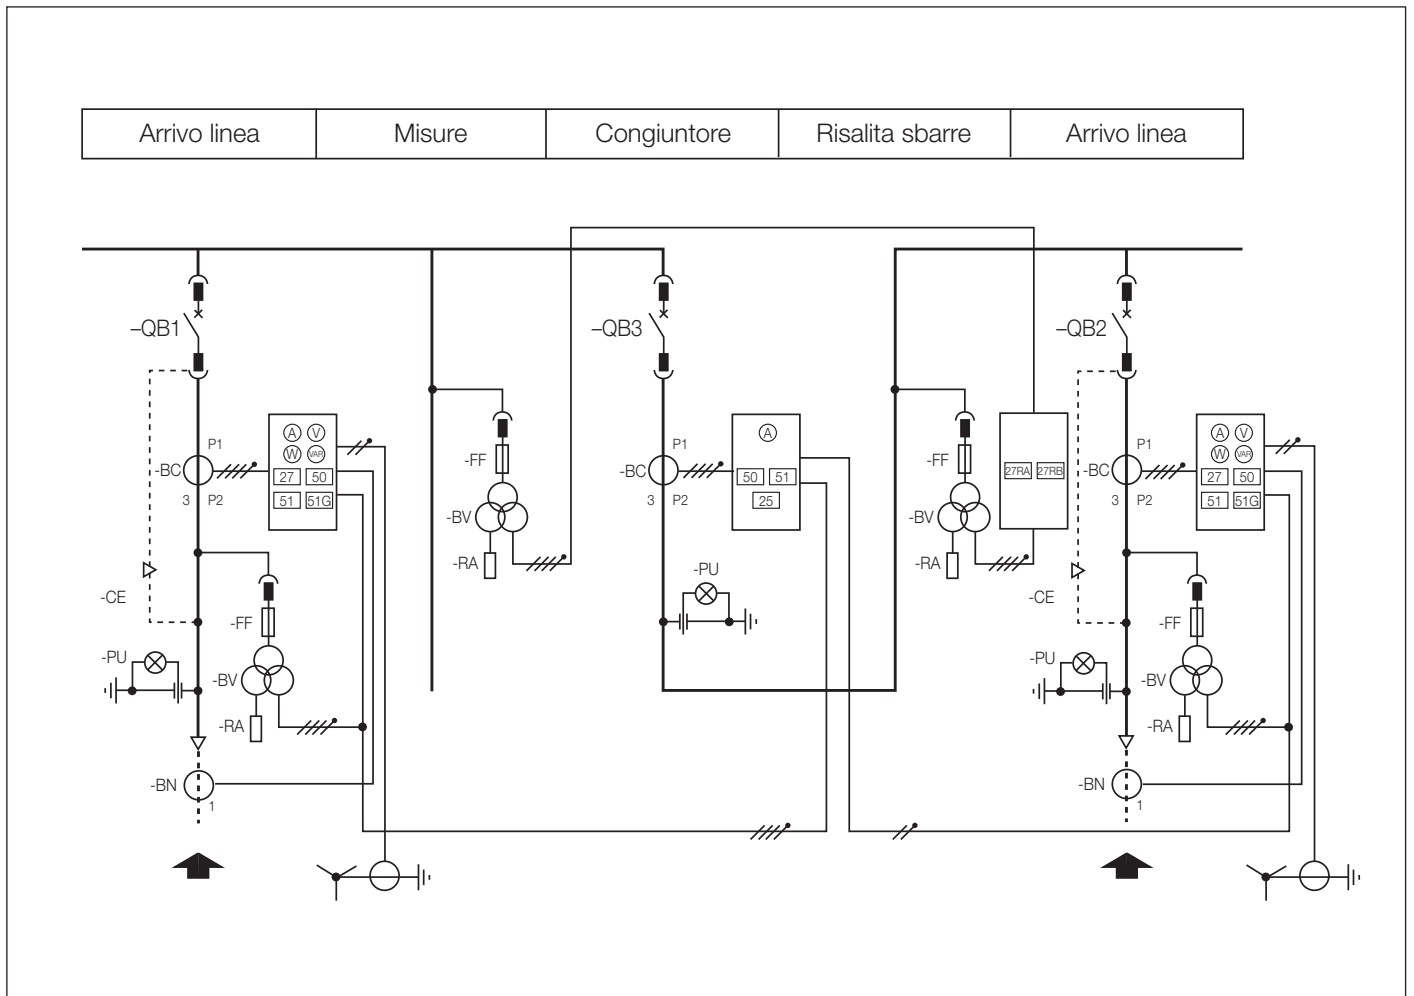 Arrivo linea
Misure
Congiuntore
Risalita sbarre
Arrivo linea
–QB1
–QB3
–QB2
A V
W VAR
27 50
51 51G
P1
-BC
3 P2
-CE
-PU
-FF
-BV
-RA
-BN
1
-FF
-BV
-RA
P1
-BC
3 P2
A
50 51
25
-PU
-FF
-BV
-RA
27RA 27RB
P1
-BC
3 P2
A V
W VAR
27 50
51 51G
-CE
-PU
-FF
-BV
-RA
-BN
1